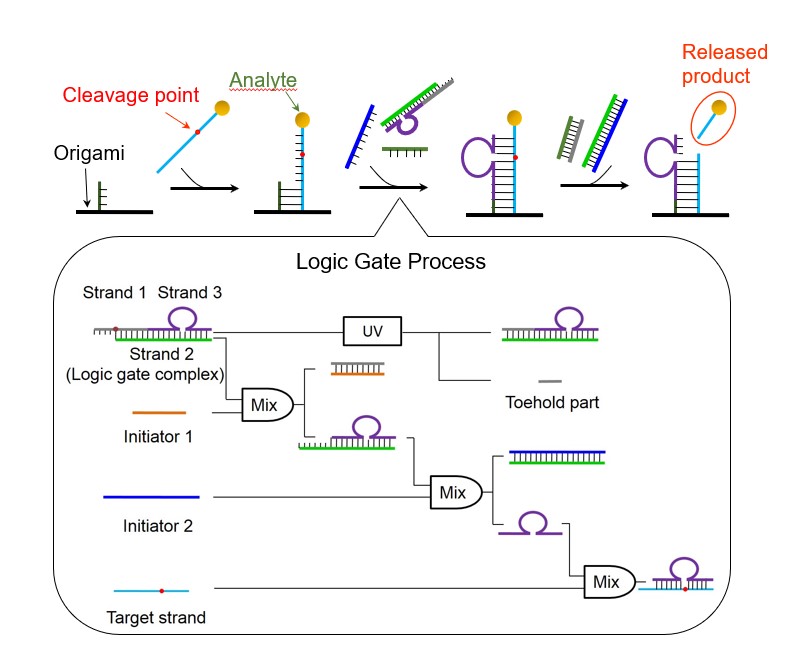 Released
product
Analyte
Cleavage point
Origami
Logic Gate Process
Strand 1 Strand 3
UV
Strand 2
(Logic gate complex)
Toehold part
Mix
Initiator 1
Mix
Initiator 2
Mix
Target strand